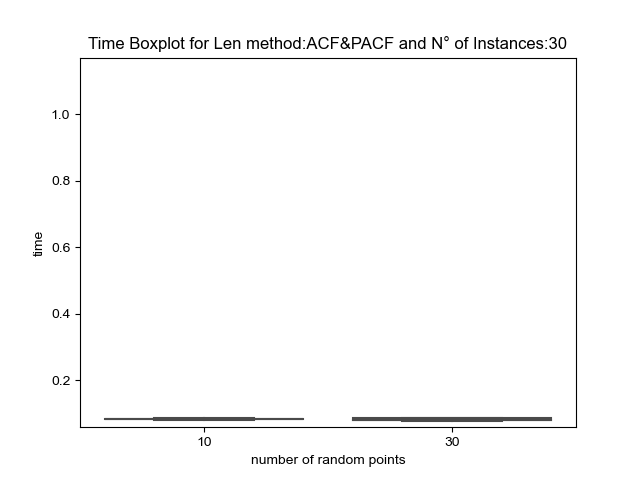 Time Boxplot for Len method:ACF&PACF and N° of Instances:30
1.0
0.8
0.6
0.4
0.2
time
10
30
number of random points